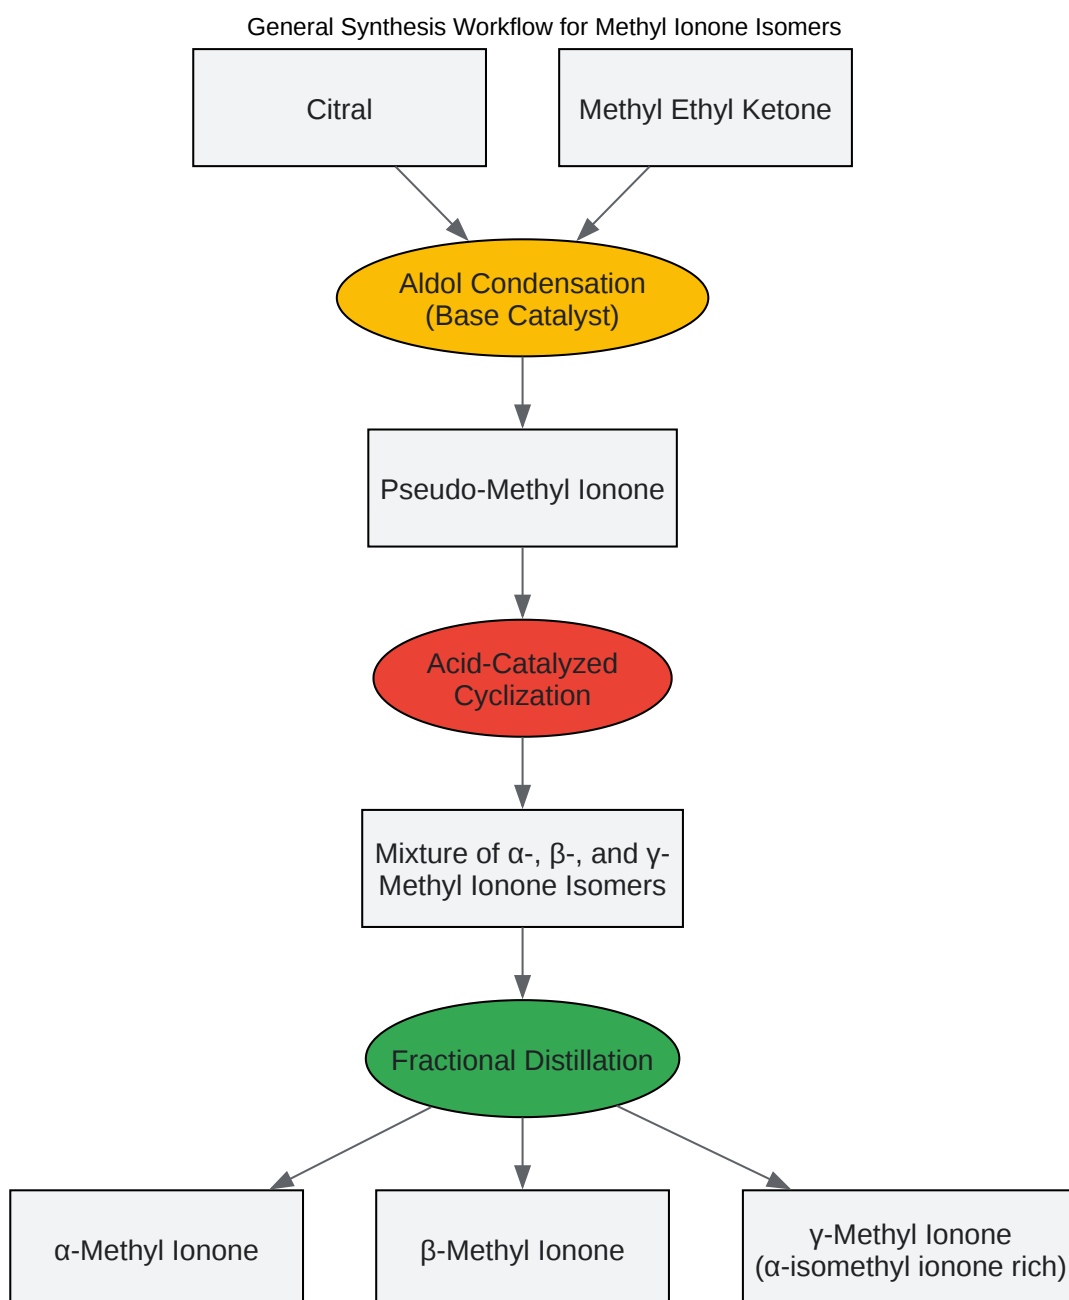 General Synthesis Workflow for Methyl Ionone Isomers
Citral
Methyl Ethyl Ketone
Aldol Condensation
(Base Catalyst)
Pseudo-Methyl Ionone
Acid-Catalyzed
Cyclization
Mixture of α-, β-, and γ-
Methyl Ionone Isomers
Fractional Distillation
α-Methyl Ionone
β-Methyl Ionone
γ-Methyl Ionone
(α-isomethyl ionone rich)